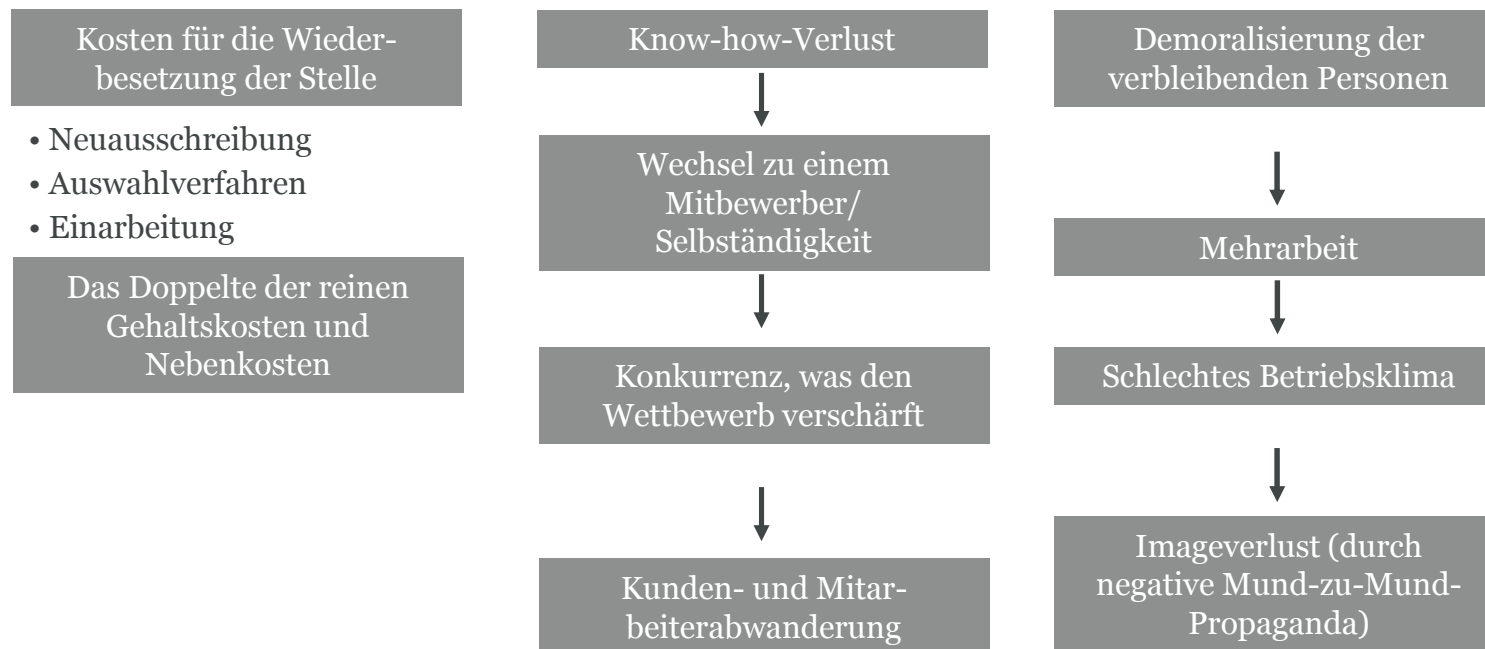 Kosten für die Wieder-
besetzung der Stelle
• Neuausschreibung
• Auswahlverfahren
• Einarbeitung
Das Doppelte der reinen
Gehaltskosten und
Nebenkosten
Know-how-Verlust
Wechsel zu einem
Mitbewerber/
Selbständigkeit
Konkurrenz, was den
Wettbewerb verschärft
Kunden- und Mitar-
beiterabwanderung
Demoralisierung der
verbleibenden Personen
Mehrarbeit
Schlechtes Betriebsklima
Imageverlust (durch
negative Mund-zu-Mund-
Propaganda)